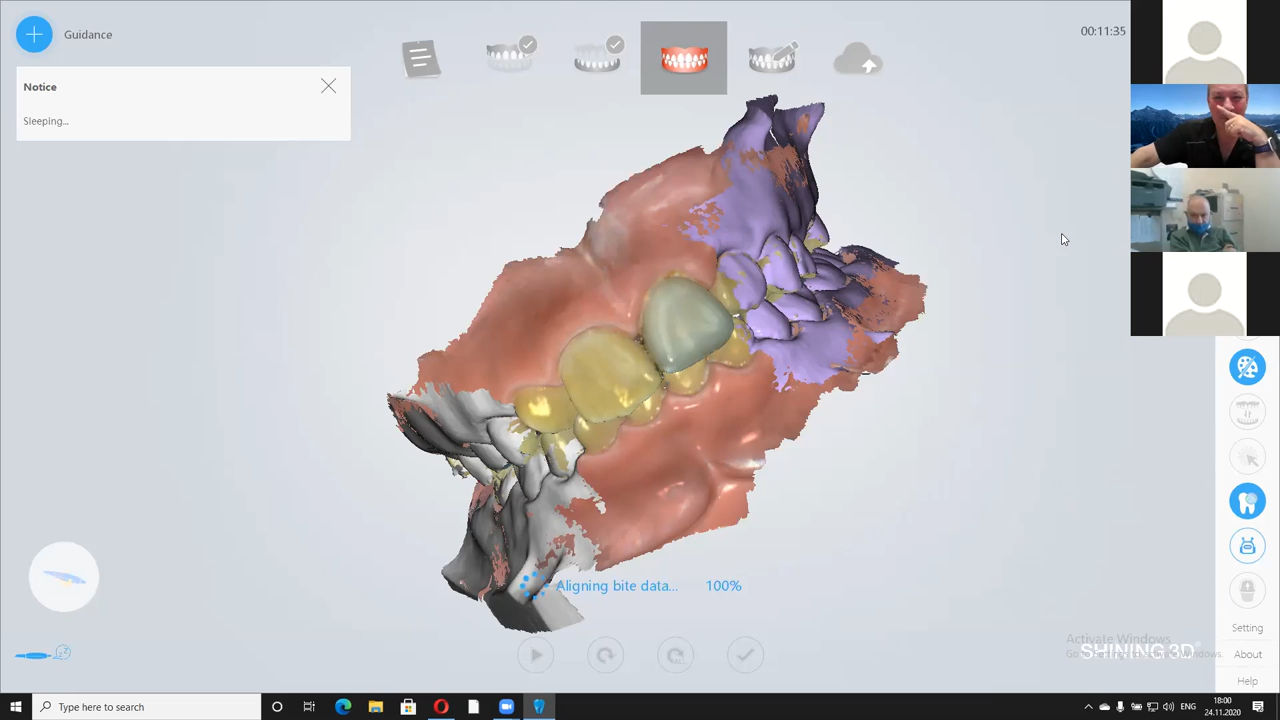 Guidance
00:11:35
Notice
Sleeping...
Aligning bite data... 100%
Setting
Activate Windows
SHINING 3D
About
Help
Type here to search
ENG
18:00
24.11.2020